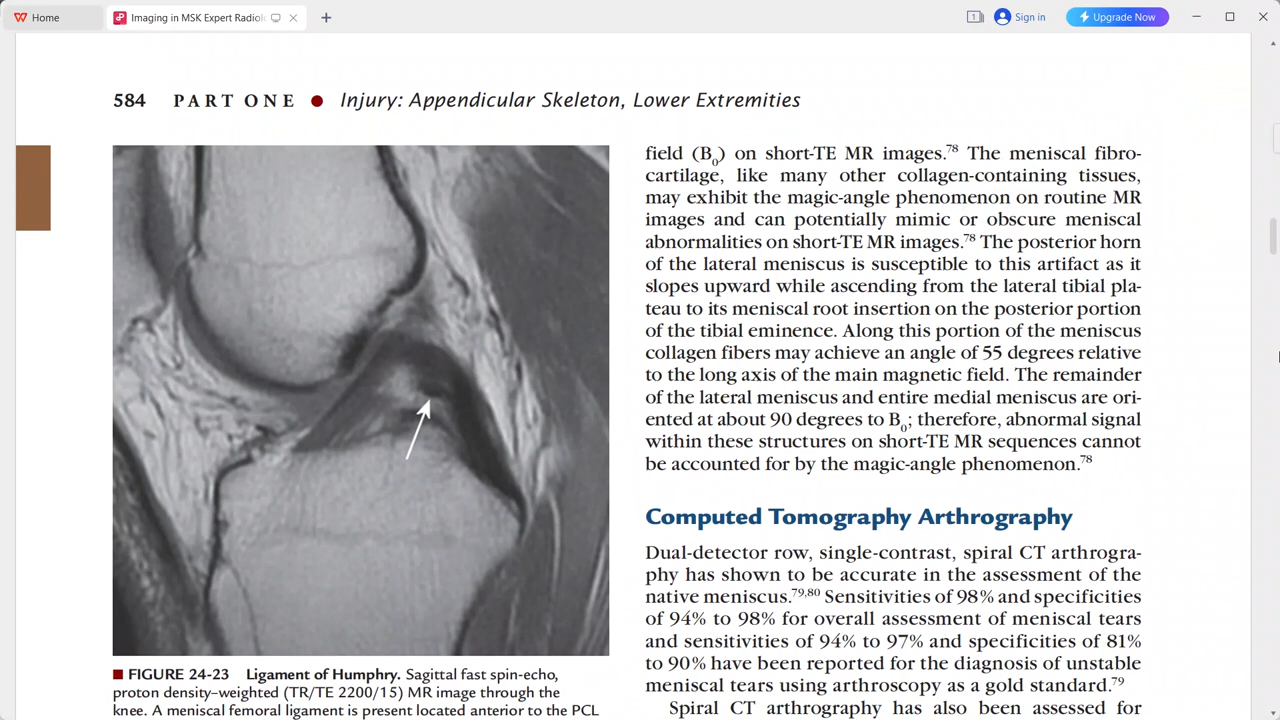 Home
Imaging in MSK Expert Radiol
Sign in
Upgrade Now
584 PART ONE ● Injury: Appendicular Skeleton, Lower Extremities
■ FIGURE 24-23 Ligament of Humphry. Sagittal fast spin-echo,
proton density–weighted (TR/TE 2200/15) MR image through the
knee. A meniscal femoral ligament is present located anterior to the PCL
field (B0) on short-TE MR images.78 The meniscal fibro-
cartilage, like many other collagen-containing tissues,
may exhibit the magic-angle phenomenon on routine MR
images and can potentially mimic or obscure meniscal
abnormalities on short-TE MR images.78 The posterior horn
of the lateral meniscus is susceptible to this artifact as it
slopes upward while ascending from the lateral tibial pla-
teau to its meniscal root insertion on the posterior portion
of the tibial eminence. Along this portion of the meniscus
collagen fibers may achieve an angle of 55 degrees relative
to the long axis of the main magnetic field. The remainder
of the lateral meniscus and entire medial meniscus are ori-
ented at about 90 degrees to B0; therefore, abnormal signal
within these structures on short-TE MR sequences cannot
be accounted for by the magic-angle phenomenon.78
Computed Tomography Arthrography
Dual-detector row, single-contrast, spiral CT arthrogra-
phy has shown to be accurate in the assessment of the
native meniscus.79,80 Sensitivities of 98% and specificities
of 94% to 98% for overall assessment of meniscal tears
and sensitivities of 94% to 97% and specificities of 81%
to 90% have been reported for the diagnosis of unstable
meniscal tears using arthroscopy as a gold standard.79
Spiral CT arthrography has also been assessed for